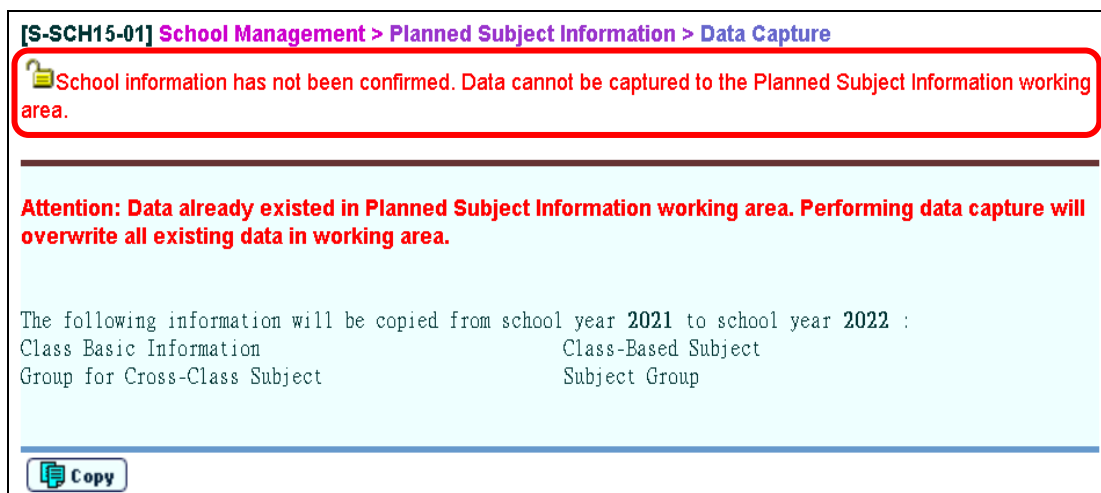 [S-SCH15-01] School Management > Planned Subject Information > Data Capture
School information has not been confirmed. Data cannot be captured to the Planned Subject Information working
area.
Attention: Data already existed in Planned Subject Information working area. Performing data capture will
overwrite all existing data in working area.
The following information will be copied from school year 2021 to school year 2022 :
Class Basic Information Class-Based Subject
Group for Cross-Class Subject Subject Group
Copy